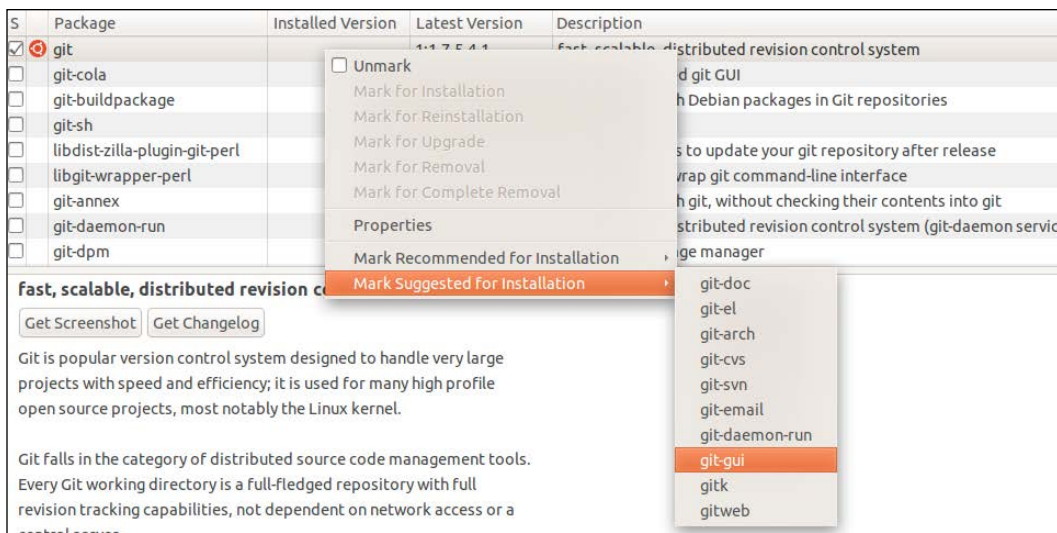 S Package Installed Version Latest Version Description
git 1:1.7.5.4.1 fast, scalable, distributed revision control system
git-cola d git GUI
git-buildpackage h Debian packages in Git repositories
git-sh
libdist-zilla-plugin-git-perl s to update your git repository after release
libgit-wrapper-perl wrap git command-line interface
git-annex h git, without checking their contents into git
git-daemon-run stributed revision control system (git-daemon servic
git-dpm ge manager
Unmark
Mark for Installation
Mark for Reinstallation
Mark for Upgrade
Mark for Removal
Mark for Complete Removal
Properties
Mark Recommended for Installation
Mark Suggested for Installation
git-doc
git-el
git-arch
git-cvs
git-svn
git-email
git-daemon-run
git-gui
gitk
gitweb
fast, scalable, distributed revision c
Get Screenshot Get Changelog
Git is popular version control system designed to handle very large
projects with speed and efficiency; it is used for many high profile
open source projects, most notably the Linux kernel.
Git falls in the category of distributed source code management tools.
Every Git working directory is a full-fledged repository with full
revision tracking capabilities, not dependent on network access or a